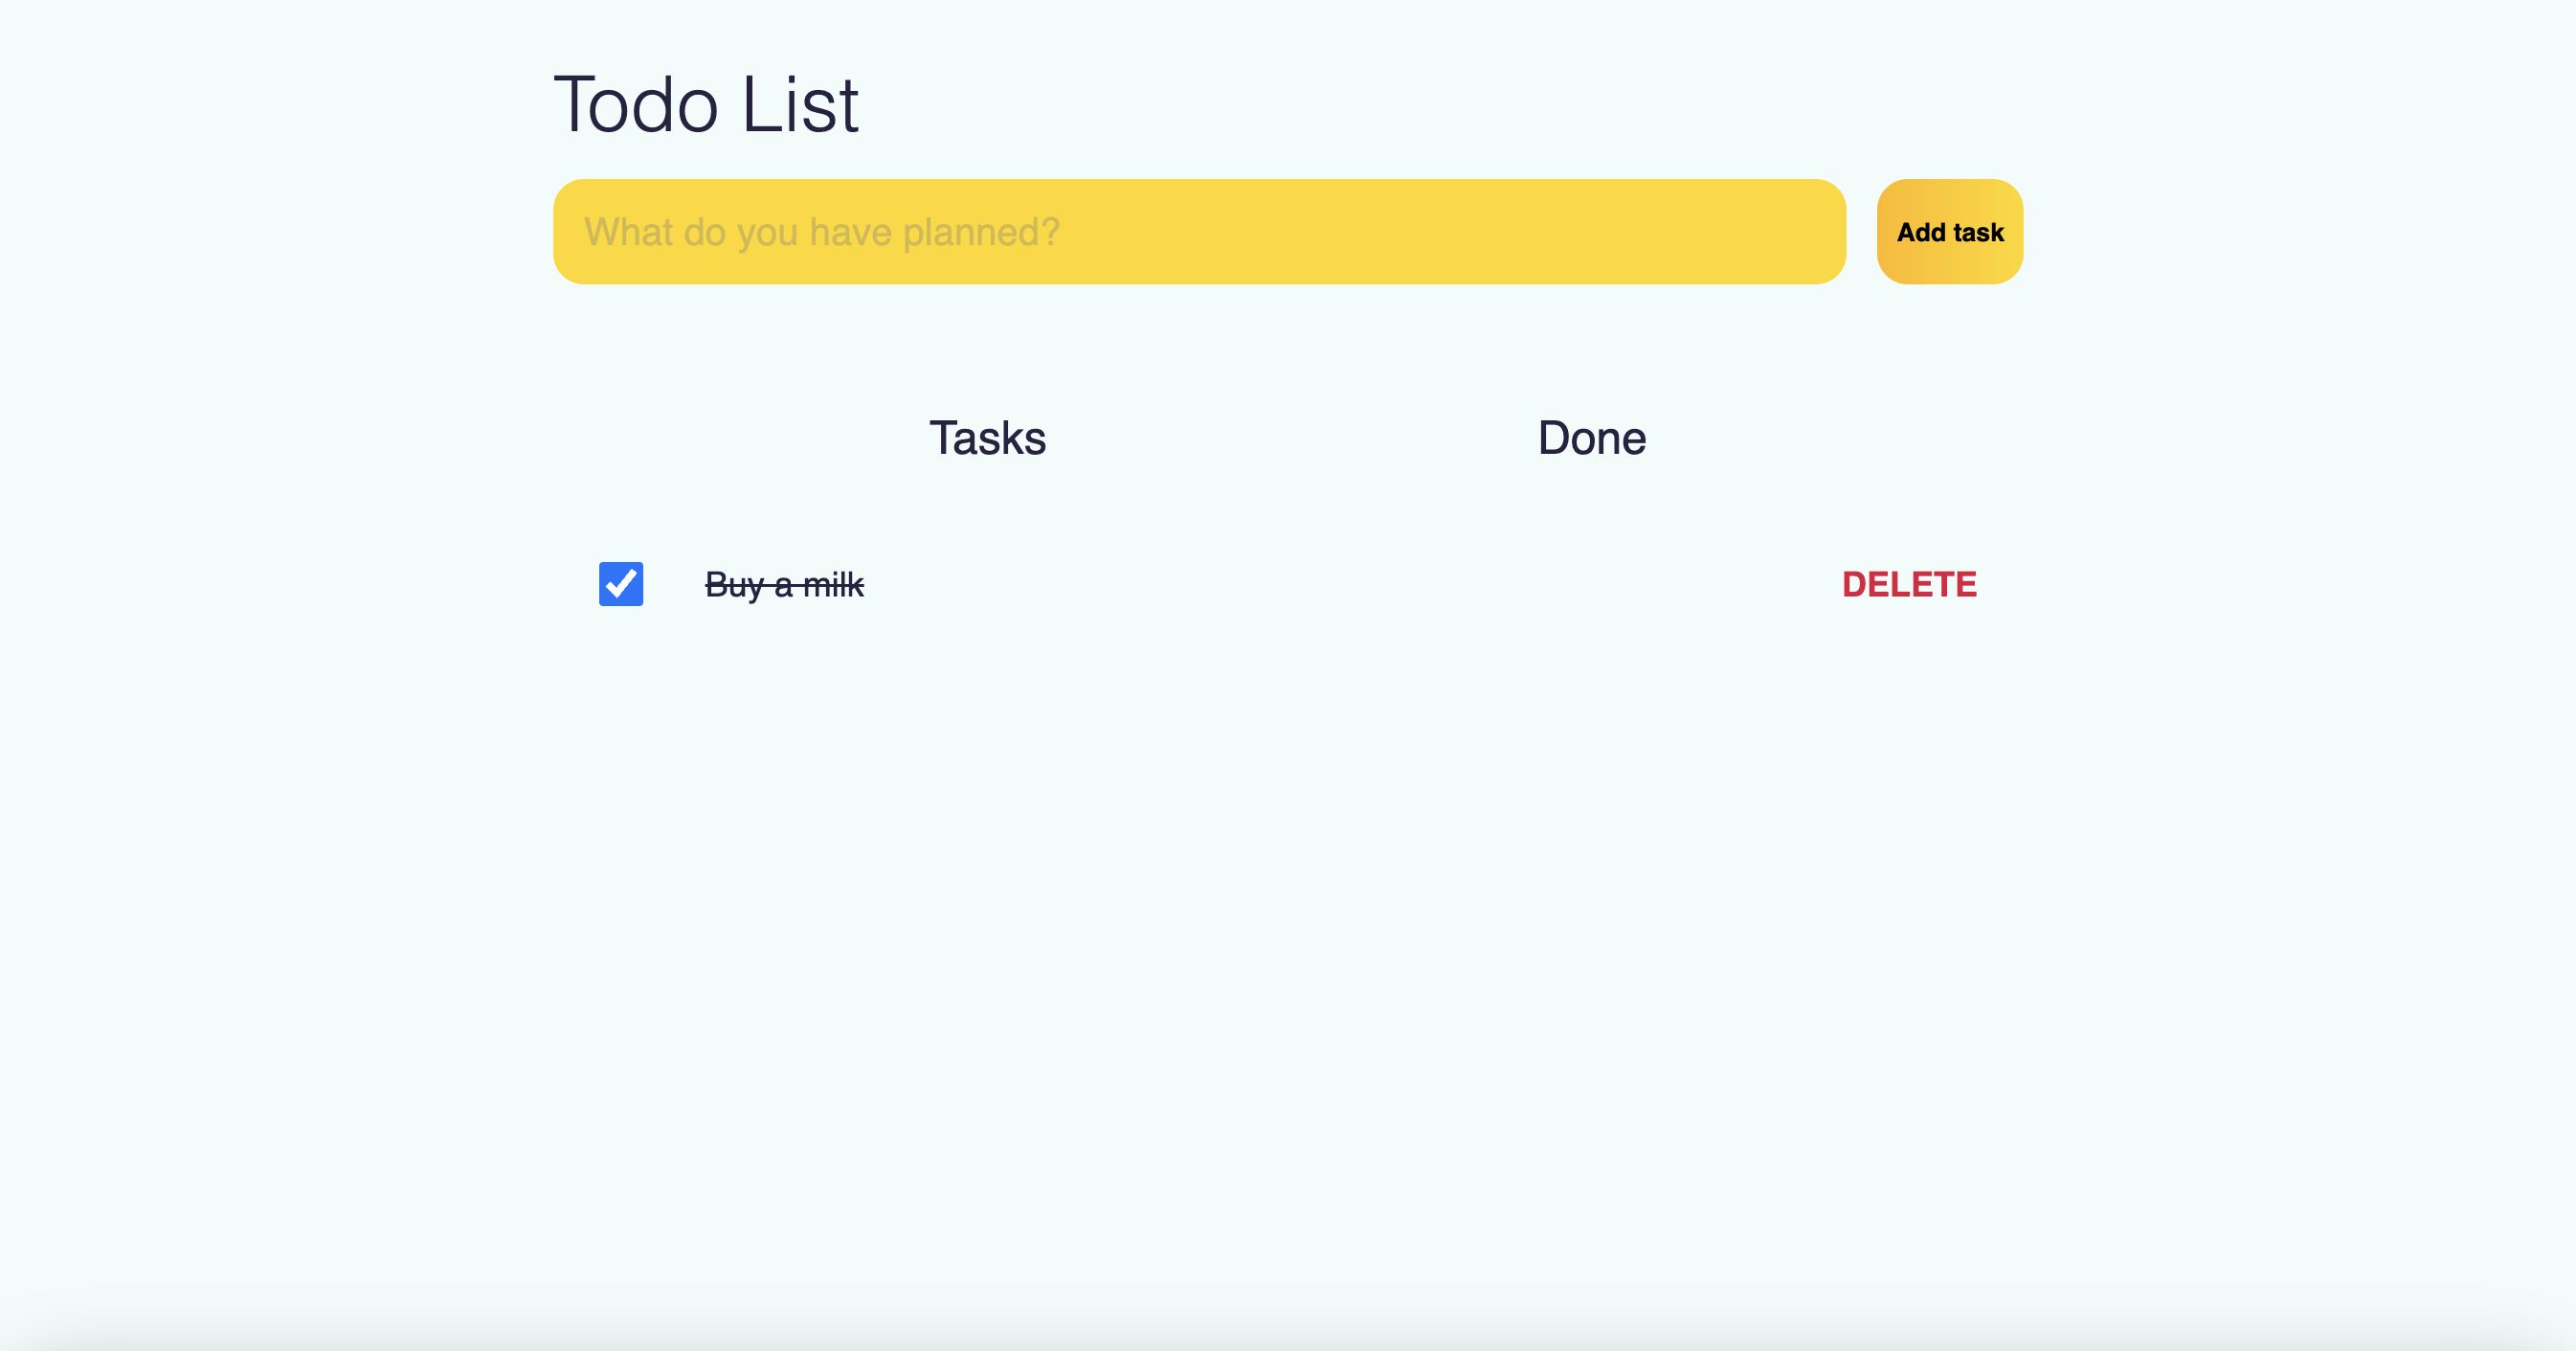 Todo List
What do you have planned?
Add task
Tasks
Done
Buy a milk
DELETE